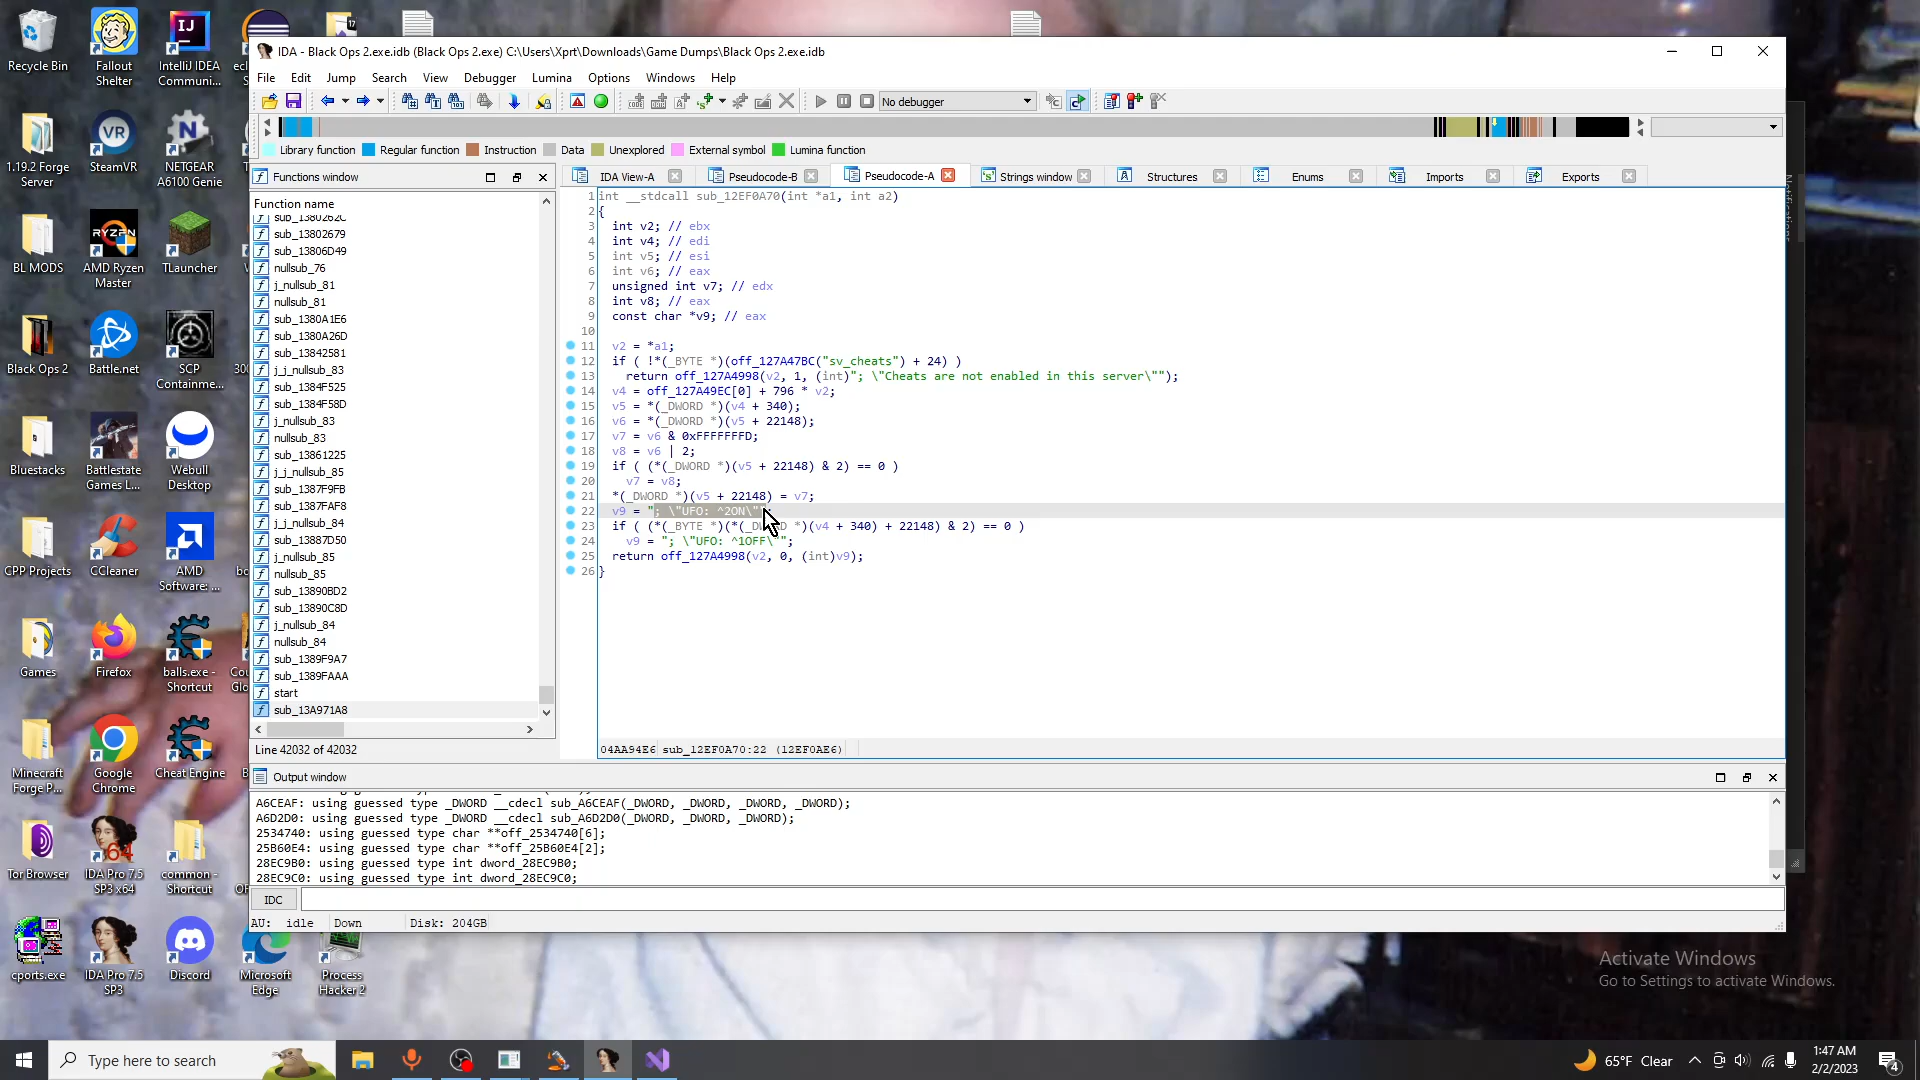 IDA - Black Ops 2.exe.idb (Black Ops 2.exe) C:\Users\Xprt\Downloads\Game Dumps\Black Ops 2.exe.idb
File Edit Jump Search View Debugger Lumina Options Windows Help
No debugger
Library function Regular function Instruction Data Unexplored External symbol Lumina function
Functions window
IDA View-A Pseudocode-B Pseudocode-A Strings window Structures Enums Imports Exports
Function name
sub_1380262C
sub_13802679
sub_13806D49
nullsub_76
j_nullsub_81
nullsub_81
sub_1380A1E6
sub_1380A26D
sub_13842581
j_j_nullsub_83
sub_1384F525
sub_1384F58D
j_nullsub_83
nullsub_83
sub_13861225
j_j_nullsub_85
sub_1387F9FB
sub_1387FAF8
j_j_nullsub_84
sub_13887D50
j_nullsub_85
nullsub_85
sub_13890BD2
sub_13890C8D
j_nullsub_84
nullsub_84
sub_1389F9A7
sub_1389FAAA
start
sub_13A971A8
Line 42032 of 42032
1 int __stdcall sub_12EF0A70(int *a1, int a2)
2 {
3 int v2; // ebx
4 int v4; // edi
5 int v5; // esi
6 int v6; // eax
7 unsigned int v7; // edx
8 int v8; // eax
9 const char *v9; // eax
10
11 v2 = *a1;
12 if ( !*(_BYTE *)(off_127A47BC("sv_cheats") + 24) )
13 return off_127A4998(v2, 1, (int)"; \"Cheats are not enabled in this server\"");
14 v4 = off_127A49EC[0] + 796 * v2;
15 v5 = *(_DWORD *)(v4 + 340);
16 v6 = *(_DWORD *)(v5 + 22148);
17 v7 = v6 & 0xFFFFFFFD;
18 v8 = v6 | 2;
19 if ( (*(_DWORD *)(v5 + 22148) & 2) == 0 )
20 v7 = v8;
21 *(_DWORD *)(v5 + 22148) = v7;
22 v9 = "; \"UFO: ^2ON\"";
23 if ( (*(_BYTE *)(*(_DWORD *)(v4 + 340) + 22148) & 2) == 0 )
24 v9 = "; \"UFO: ^1OFF\"";
25 return off_127A4998(v2, 0, (int)v9);
26 }
04AA94E6 sub_12EF0A70:22 (12EF0AE6)
Output window
A6CEAF: using guessed type _DWORD __cdecl sub_A6CEAF(_DWORD, _DWORD, _DWORD, _DWORD);
A6D2D0: using guessed type _DWORD __cdecl sub_A6D2D0(_DWORD, _DWORD, _DWORD);
2534740: using guessed type char **off_2534740[6];
25B60E4: using guessed type char **off_25B60E4[2];
28EC9B0: using guessed type int dword_28EC9B0;
28EC9C0: using guessed type int dword_28EC9C0;
IDC
AU: idle Down Disk: 204GB
Recycle Bin
Fallout Shelter
IntelliJ IDEA Communi...
1.19.2 Forge Server
SteamVR
NETGEAR A6100 Genie
BL MODS
RYZEN
AMD Ryzen Master
TLauncher
Black Ops 2
Battle.net
SCP Containme...
Bluestacks
Battlestate Games L...
Webull Desktop
CPP Projects
CCleaner
AMD Software: ...
Games
Firefox
balls.exe - Shortcut
Minecraft Forge P...
Google Chrome
Cheat Engine
Tor Browser
64
IDA Pro 7.5 SP3 x64
common - Shortcut
cports.exe
IDA Pro 7.5 SP3
Discord
Microsoft Edge
Process Hacker 2
Activate Windows
Go to Settings to activate Windows.
Type here to search
65°F Clear
1:47 AM
2/2/2023
4